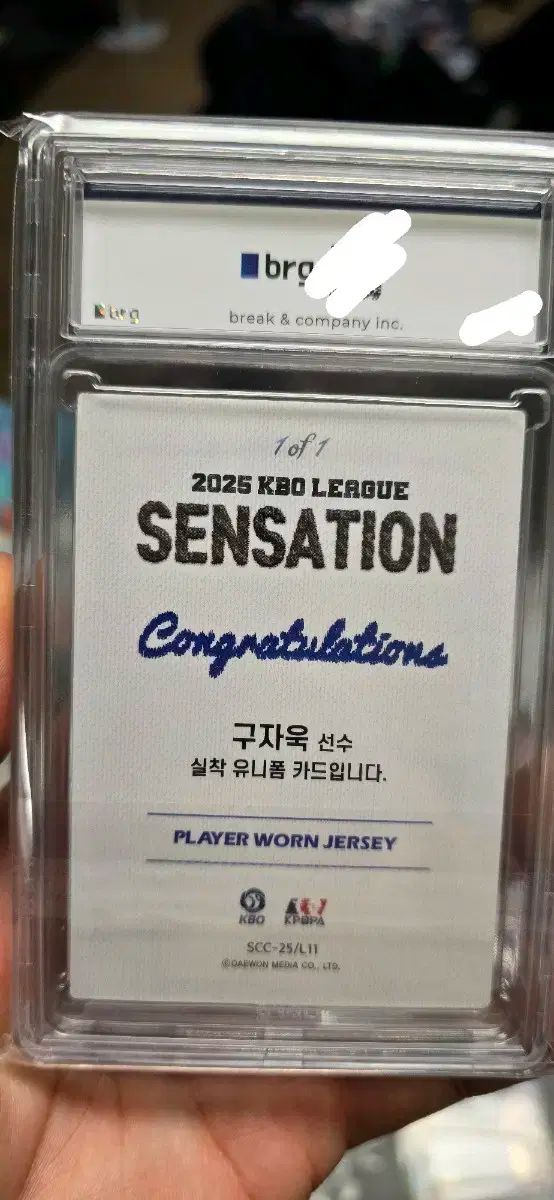 brg
brg
break & company inc.
1 of 1
2025 KBO LEAGUE
SENSATION
Congratulations
구자욱 선수
실착 유니폼 카드입니다.
PLAYER WORN JERSEY
KBO KPBPA
SCC-25/L11
©DAEWON MEDIA CO., LTD.